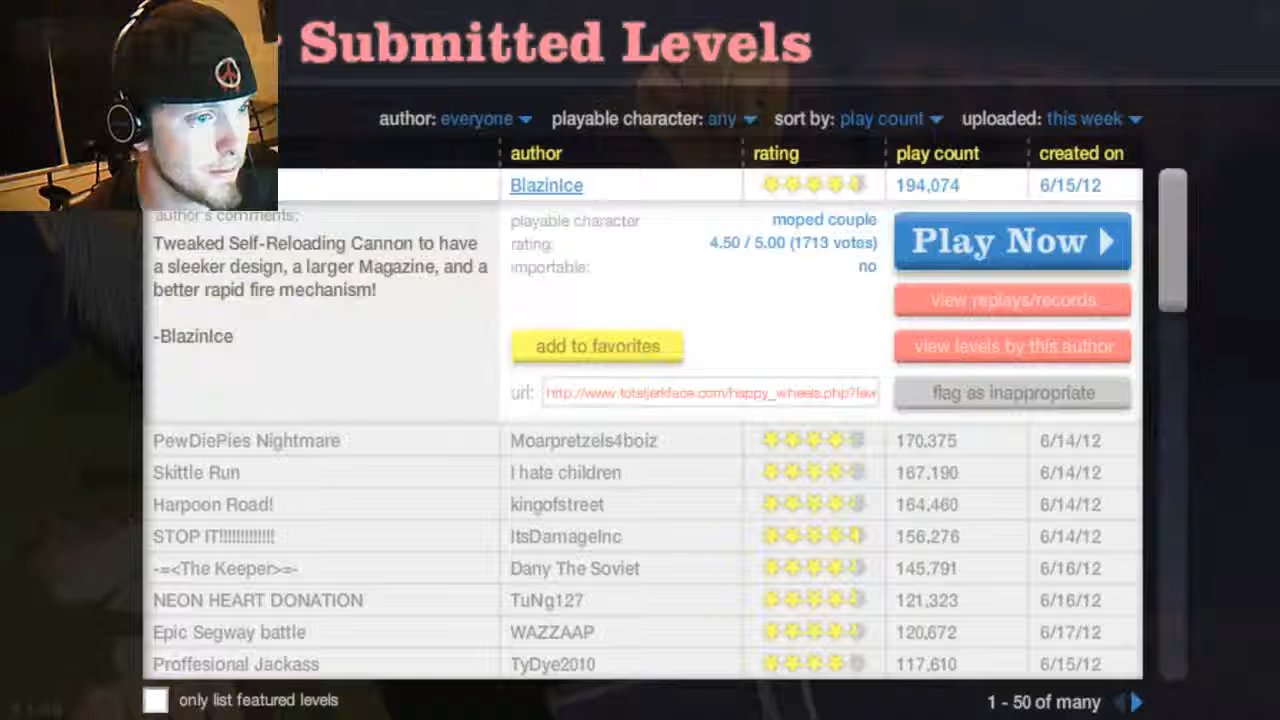 Submitted Levels
author: everyone playable character: any sort by: play count uploaded: this week
author rating play count created on
BlazinIce 194,074 6/15/12
author's comments:
Tweaked Self-Reloading Cannon to have
a sleeker design, a larger Magazine, and a
better rapid fire mechanism!
-BlazinIce
playable character moped couple
rating: 4.50 / 5.00 (1713 votes)
importable: no
add to favorites
url: http://www.totaljerkface.com/happy_wheels.php?lev
Play Now
view replays/records
view levels by this author
flag as inappropriate
PewDiePies Nightmare Moarpretzels4boiz 170,375 6/14/12
Skittle Run I hate children 167,190 6/14/12
Harpoon Road! kingofstreet 164,460 6/14/12
STOP IT!!!!!!!!!!!!! ItsDamageInc 156,276 6/14/12
-=<The Keeper>=- Dany The Soviet 145,791 6/16/12
NEON HEART DONATION TuNg127 121,323 6/16/12
Epic Segway battle WAZZAAP 120,672 6/17/12
Proffesional Jackass TyDye2010 117,610 6/15/12
only list featured levels 1 - 50 of many